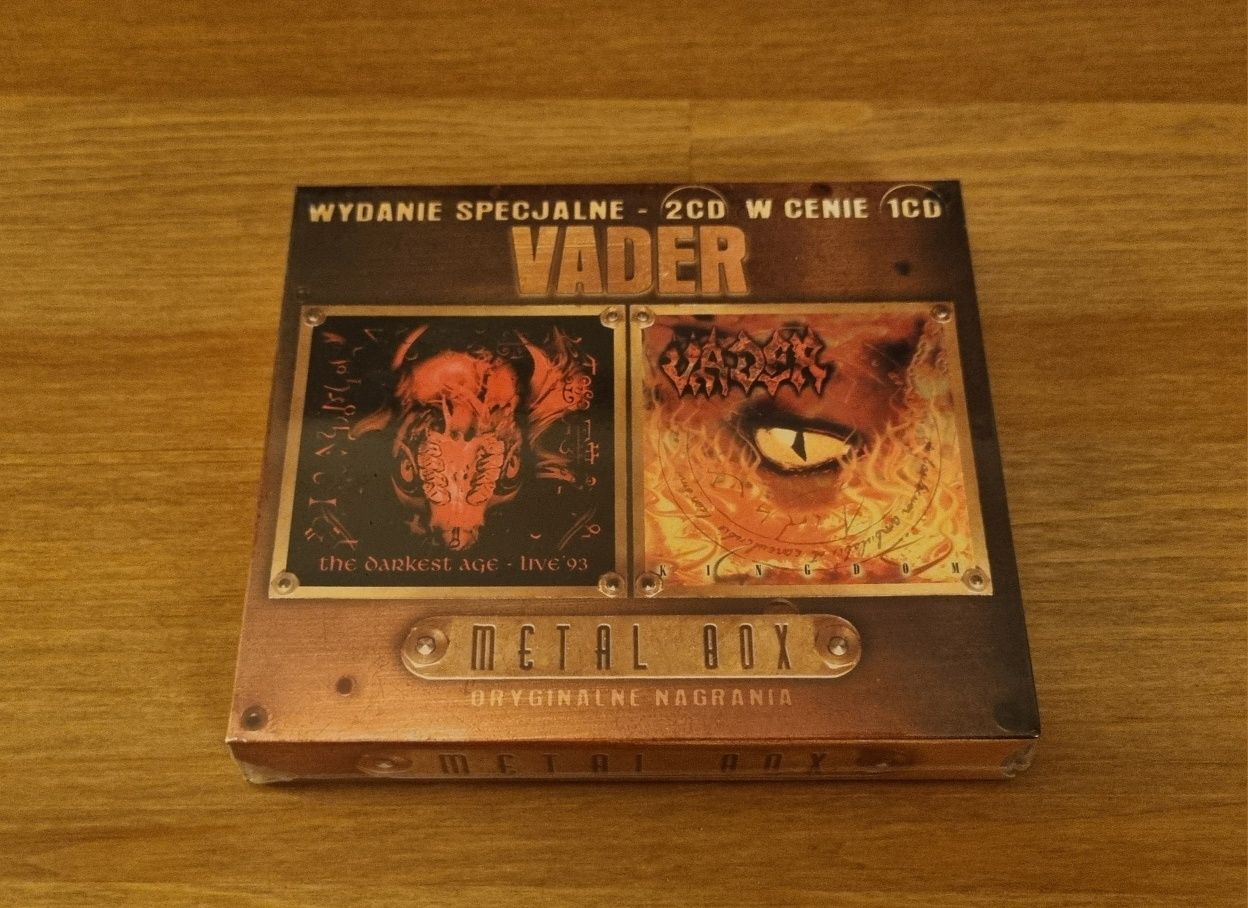 WYDANIE SPECJALNE - 2CD W CENIE 1CD
VADER
VADER
the darkest age - live'93
KINGDOM
METAL BOX
ORYGINALNE NAGRANIA
METAL BOX